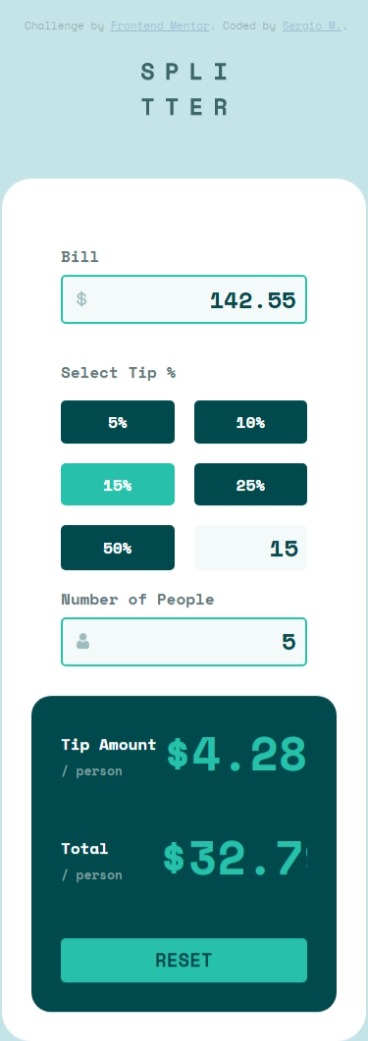 Challenge by Frontend Mentor. Coded by Sergio M..
SPLI
TTER
Bill
$ 142.55
Select Tip %
5% 10%
15% 25%
50% 15
Number of People
5
Tip Amount $4.28
/ person
Total $32.7
/ person
RESET